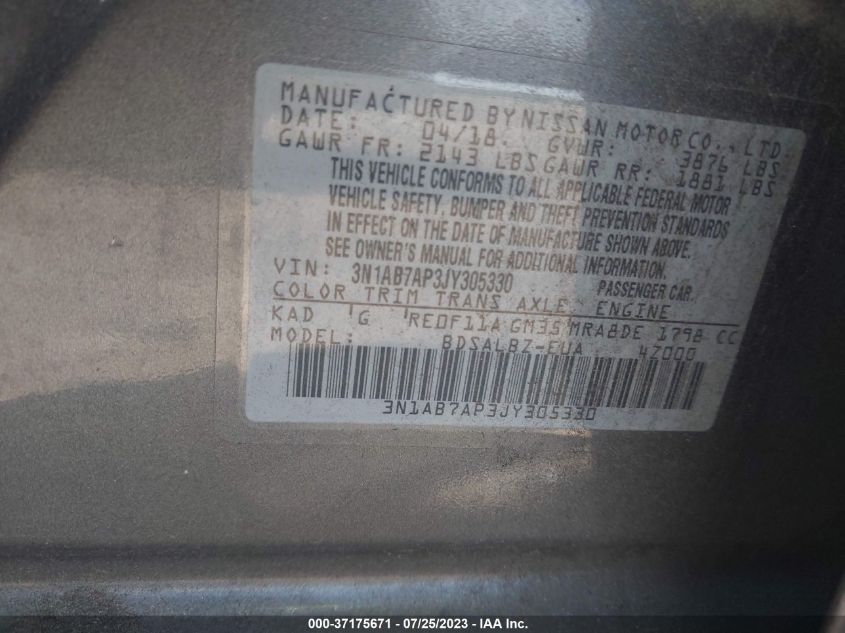 MANUFACTURED BY NISSAN MOTOR CO., LTD.
DATE: 04/18. GVWR: 3876 LBS
GAWR FR: 2143 LBS GAWR RR: 1881 LBS
THIS VEHICLE CONFORMS TO ALL APPLICABLE FEDERAL MOTOR
VEHICLE SAFETY, BUMPER AND THEFT PREVENTION STANDARDS
IN EFFECT ON THE DATE OF MANUFACTURE SHOWN ABOVE.
SEE OWNER'S MANUAL FOR ADDITIONAL INFORMATION.
VIN: 3N1AB7AP3JY305330 PASSENGER CAR
COLOR TRIM TRANS AXLE ENGINE
KAD G RE0F11A GM35 MRA8DE 1798 CC
MODEL: BDSALBZ-EUA 47000
3N1AB7AP3JY305330
000-37175671 - 07/25/2023 - IAA Inc.